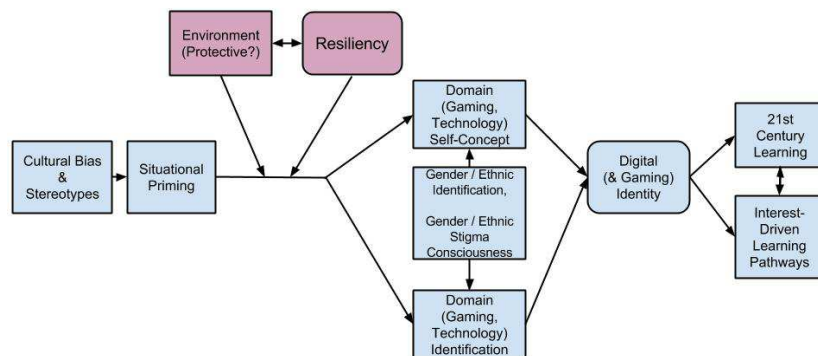 Environment
(Protective?)
Resiliency
Cultural Bias
&
Stereotypes
Situational
Priming
Domain
(Gaming,
Technology)
Self-Concept
Gender / Ethnic
Identification,
Gender / Ethnic
Stigma
Consciousness
Domain
(Gaming,
Technology)
Identification
Digital
(& Gaming)
Identity
21st
Century
Learning
Interest-
Driven
Learning
Pathways